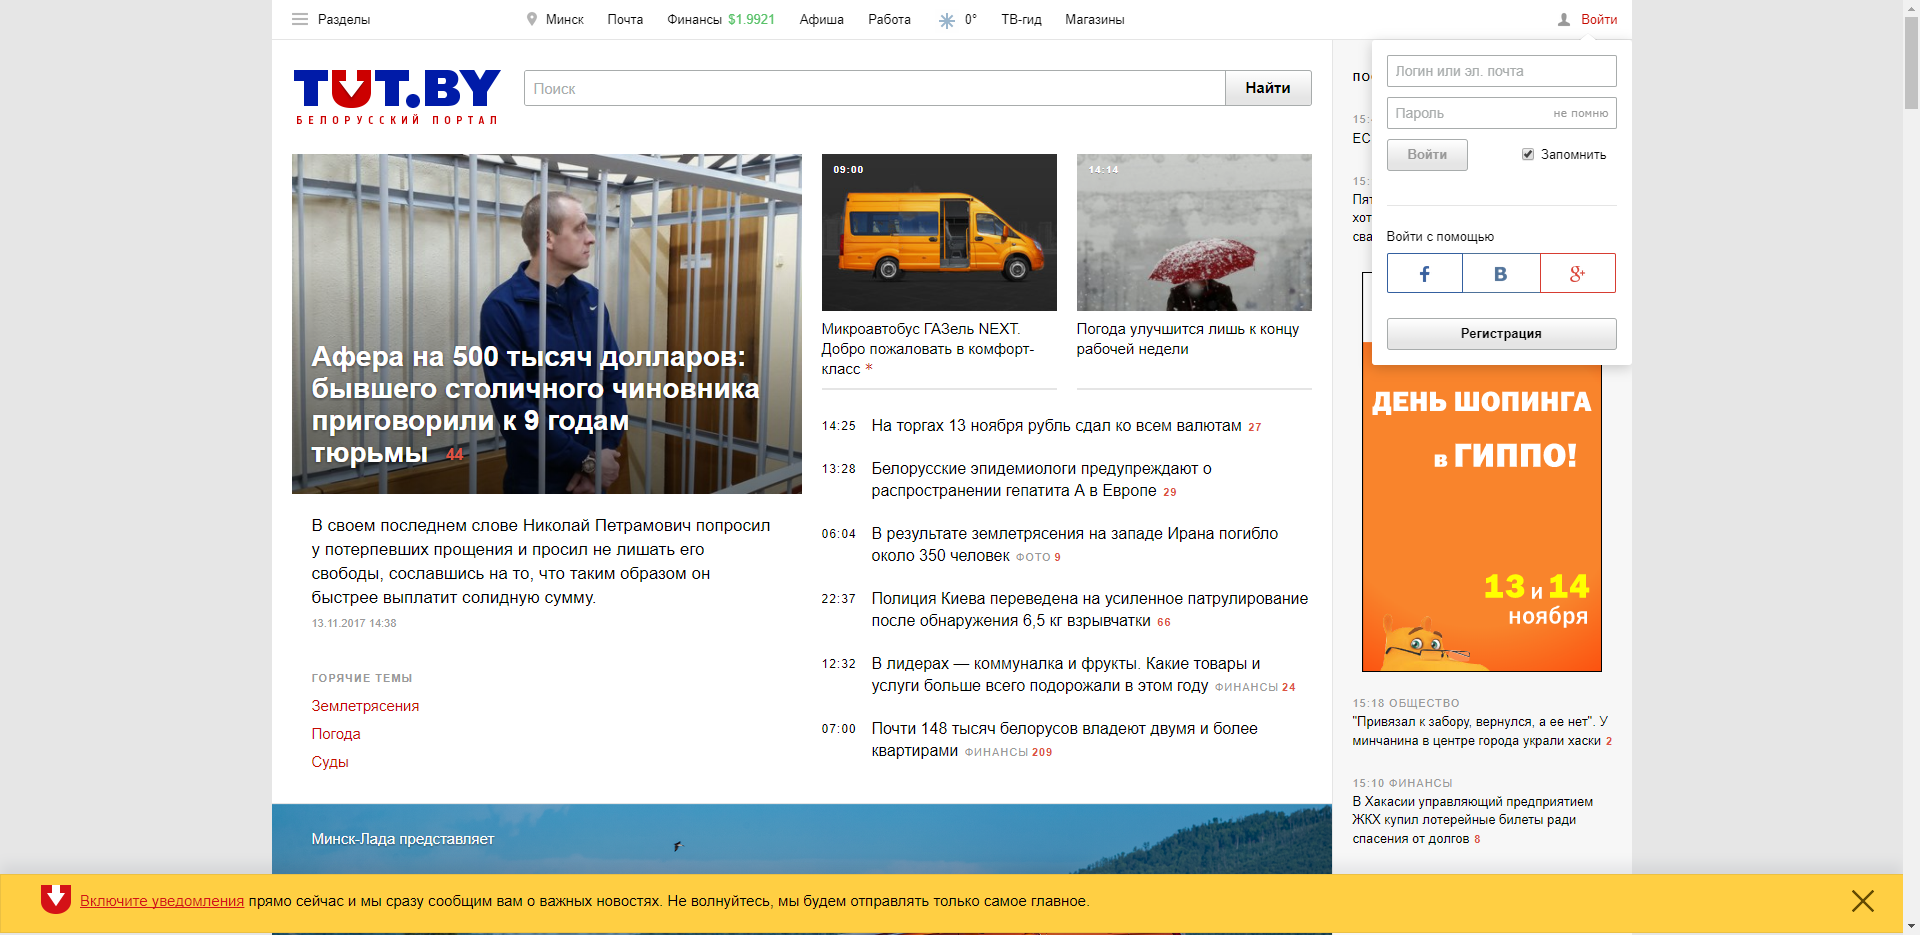 Разделы
Минск
Почта
Финансы $1.9921
Афиша
Работа
0°
ТВ-гид
Магазины
Войти
TUT.BY
БЕЛОРУССКИЙ ПОРТАЛ
Поиск
Найти
Логин или эл. почта
Пароль
не помню
Войти
Запомнить
Войти с помощью
f
B
g+
Регистрация
Афера на 500 тысяч долларов:
бывшего столичного чиновника
приговорили к 9 годам
тюрьмы 44
В своем последнем слове Николай Петрамович попросил
у потерпевших прощения и просил не лишать его
свободы, сославшись на то, что таким образом он
быстрее выплатит солидную сумму.
13.11.2017 14:38
ГОРЯЧИЕ ТЕМЫ
Землетрясения
Погода
Суды
09:00
Микроавтобус ГАЗель NEXT.
Добро пожаловать в комфорт-
класс *
14:14
Погода улучшится лишь к концу
рабочей недели
14:25 На торгах 13 ноября рубль сдал ко всем валютам 27
13:28 Белорусские эпидемиологи предупреждают о
распространении гепатита А в Европе 29
06:04 В результате землетрясения на западе Ирана погибло
около 350 человек ФОТО 9
22:37 Полиция Киева переведена на усиленное патрулирование
после обнаружения 6,5 кг взрывчатки 66
12:32 В лидерах — коммуналка и фрукты. Какие товары и
услуги больше всего подорожали в этом году ФИНАНСЫ 24
07:00 Почти 148 тысяч белорусов владеют двумя и более
квартирами ФИНАНСЫ 209
ДЕНЬ ШОПИНГА
в ГИППО!
13 и 14
ноября
15:18 ОБЩЕСТВО
"Привязал к забору, вернулся, а ее нет". У
минчанина в центре города украли хаски 2
15:10 ФИНАНСЫ
В Хакасии управляющий предприятием
ЖКХ купил лотерейные билеты ради
спасения от долгов 8
Минск-Лада представляет
Включите уведомления прямо сейчас и мы сразу сообщим вам о важных новостях. Не волнуйтесь, мы будем отправлять только самое главное.